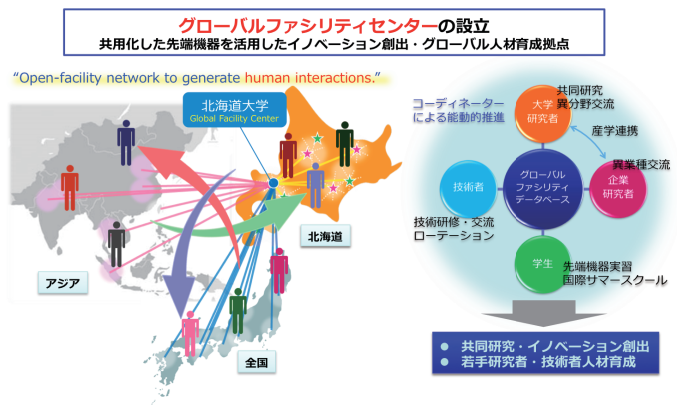 グローバルファシリティセンターの設立
共用化した先端機器を活用したイノベーション創出・グローバル人材育成拠点
“Open-facility network to generate human interactions.”
北海道大学
Global Facility Center
北海道
アジア
全国
コーディネーター
による能動的推進
共同研究
異分野交流
大学
研究者
産学連携
異業種交流
企業
研究者
技術者
グローバル
ファシリティ
データベース
技術研修・交流
ローテーション
学生
先端機器実習
国際サマースクール
● 共同研究・イノベーション創出
● 若手研究者・技術者人材育成